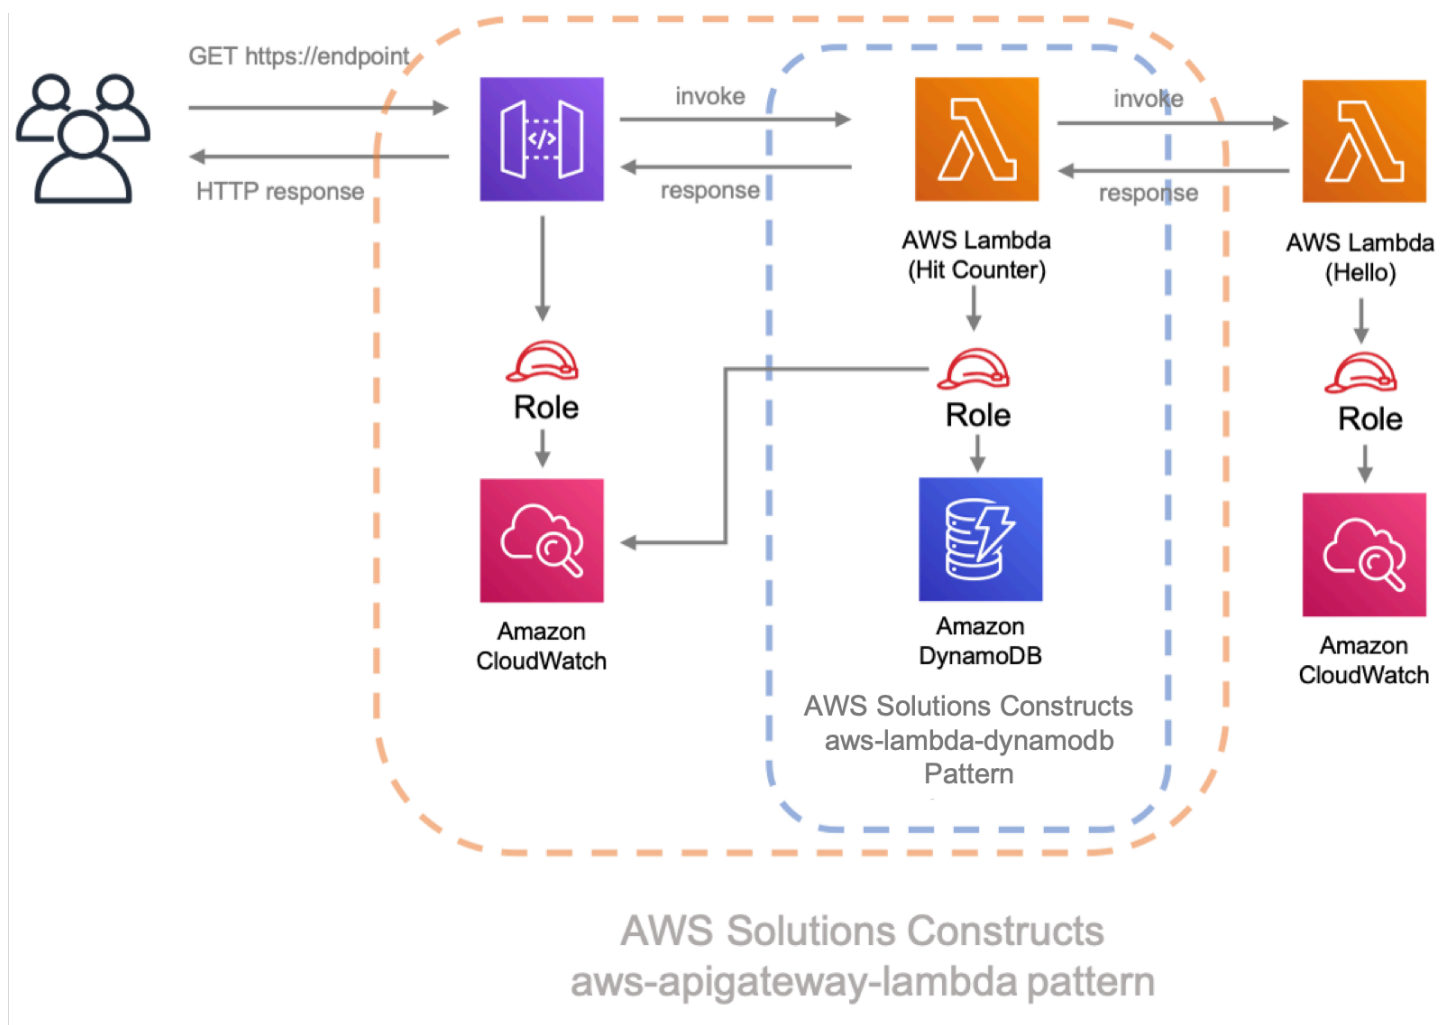 GET https://endpoint
HTTP response
invoke
response
</>
invoke
response
AWS Lambda
(Hit Counter)
AWS Lambda
(Hello)
Role
Role
Role
Amazon
CloudWatch
Amazon
DynamoDB
Amazon
CloudWatch
AWS Solutions Constructs
aws-lambda-dynamodb
Pattern
AWS Solutions Constructs
aws-apigateway-lambda pattern